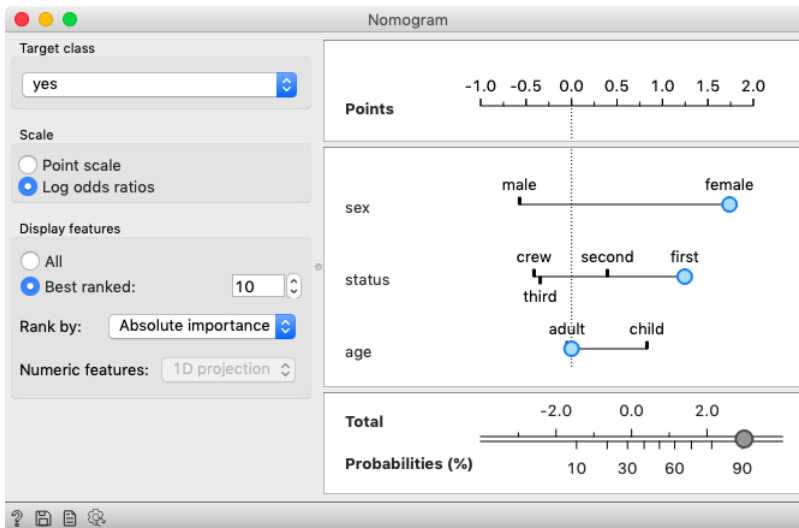 Nomogram
Target class
yes
Scale
Point scale
Log odds ratios
Display features
All
Best ranked: 10
Rank by: Absolute importance
Numeric features: 1D projection
Points -1.0 -0.5 0.0 0.5 1.0 1.5 2.0
male female
sex
crew second first
status
third
adult child
age
Total -2.0 0.0 2.0
Probabilities (%) 10 30 60 90